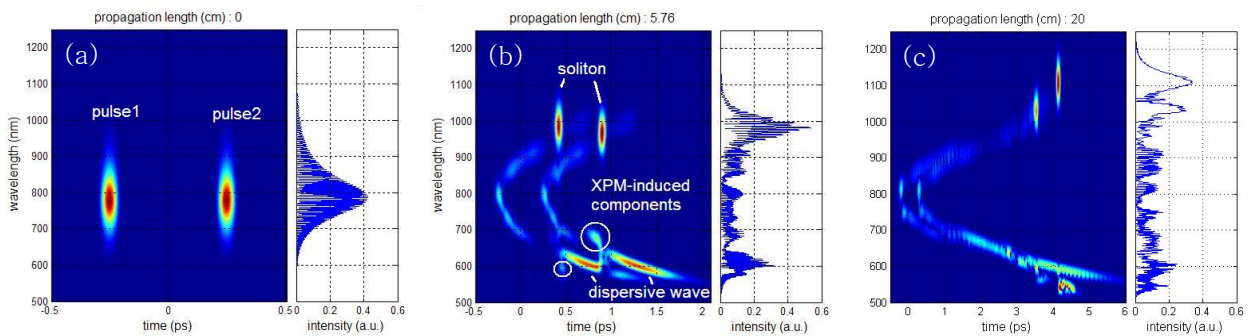 propagation length (cm) : 0
(a)
pulse1
pulse2
wavelength (nm)
1200
1100
1000
900
800
700
600
500
-0.5
0
0.5
time (ps)
0
0.2
0.4
0.6
intensity (a.u.)
propagation length (cm) : 5.76
(b)
soliton
XPM-induced
components
dispersive wave
wavelength (nm)
1200
1100
1000
900
800
700
600
500
-0.5
0
0.5
1
1.5
2
time (ps)
0
0.2
0.4
0.6
intensity (a.u.)
propagation length (cm) : 20
(c)
wavelength (nm)
1200
1100
1000
900
800
700
600
500
0
1
2
3
4
5
6
time (ps)
0
0.2
0.4
0.6
intensity (a.u.)